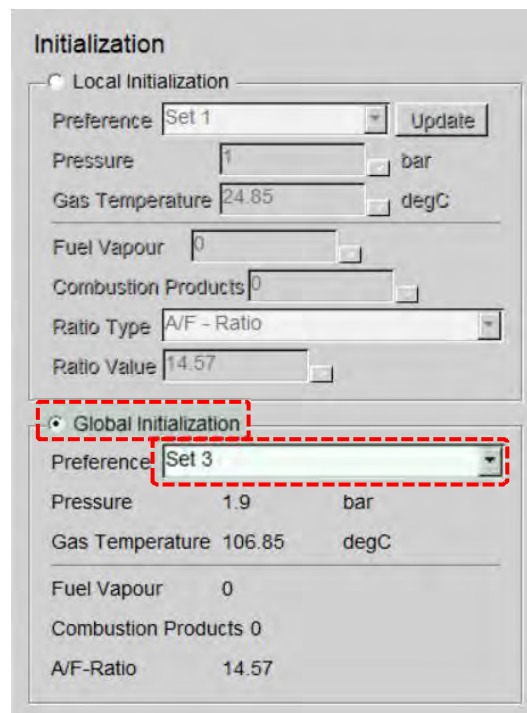 Initialization
Local Initialization
Preference Set 1 Update
Pressure 1 bar
Gas Temperature 24.85 degC
Fuel Vapour 0
Combustion Products 0
Ratio Type A/F - Ratio
Ratio Value 14.57
Global Initialization
Preference Set 3
Pressure 1.9 bar
Gas Temperature 106.85 degC
Fuel Vapour 0
Combustion Products 0
A/F-Ratio 14.57